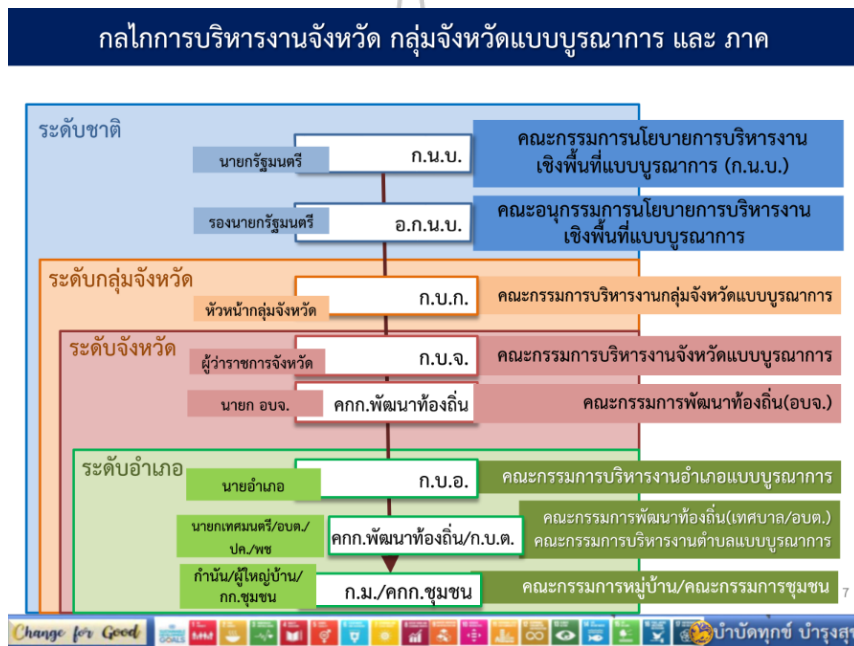 กลไกการบริหารงานจังหวัด กลุ่มจังหวัดแบบบูรณาการ และ ภาค
ระดับชาติ
นายกรัฐมนตรี
ก.น.บ.
คณะกรรมการนโยบายการบริหารงาน
เชิงพื้นที่แบบบูรณาการ (ก.น.บ.)
รองนายกรัฐมนตรี
อ.ก.น.บ.
คณะอนุกรรมการนโยบายการบริหารงาน
เชิงพื้นที่แบบบูรณาการ
ระดับกลุ่มจังหวัด
หัวหน้ากลุ่มจังหวัด
ก.บ.ก.
คณะกรรมการบริหารงานกลุ่มจังหวัดแบบบูรณาการ
ระดับจังหวัด
ผู้ว่าราชการจังหวัด
ก.บ.จ.
คณะกรรมการบริหารงานจังหวัดแบบบูรณาการ
นายก อบจ.
คกก.พัฒนาท้องถิ่น
คณะกรรมการพัฒนาท้องถิ่น(อบจ.)
ระดับอำเภอ
นายอำเภอ
ก.บ.อ.
คณะกรรมการบริหารงานอำเภอแบบบูรณาการ
นายกเทศมนตรี/อบต./
ปค./พช
คกก.พัฒนาท้องถิ่น/ก.บ.ต.
คณะกรรมการพัฒนาท้องถิ่น(เทศบาล/อบต.)
คณะกรรมการบริหารงานตำบลแบบบูรณาการ
กำนัน/ผู้ใหญ่บ้าน/
กก.ชุมชน
ก.ม./คกก.ชุมชน
คณะกรรมการหมู่บ้าน/คณะกรรมการชุมชน
7
Change for Good
GOALS
บำบัดทุกข์ บำรุงสุข